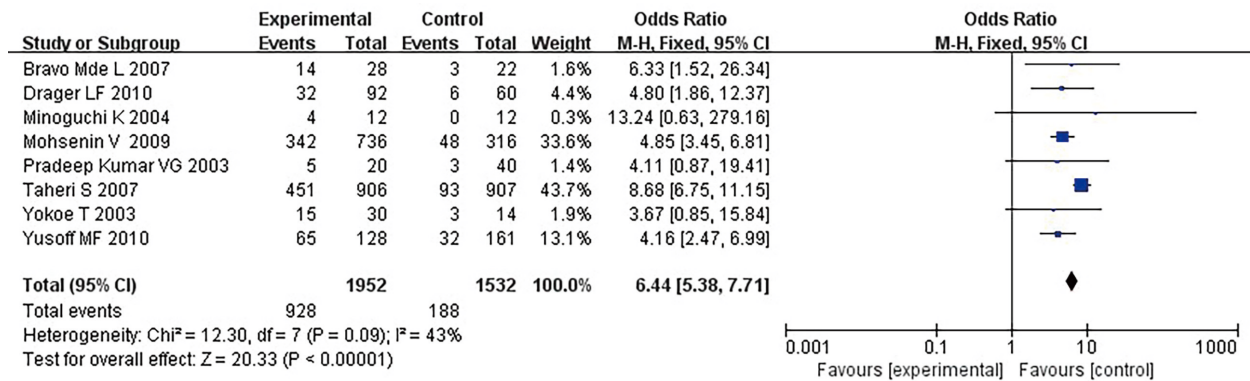 Experimental Control Odds Ratio Odds Ratio
Study or Subgroup Events Total Events Total Weight M-H, Fixed, 95% CI M-H, Fixed, 95% CI
Bravo Mde L 2007 14 28 3 22 1.6% 6.33 [1.52, 26.34]
Drager LF 2010 32 92 6 60 4.4% 4.80 [1.86, 12.37]
Minoguchi K 2004 4 12 0 12 0.3% 13.24 [0.63, 279.16]
Mohsenin V 2009 342 736 48 316 33.6% 4.85 [3.45, 6.81]
Pradeep Kumar VG 2003 5 20 3 40 1.4% 4.11 [0.87, 19.41]
Taheri S 2007 451 906 93 907 43.7% 8.68 [6.75, 11.15]
Yokoe T 2003 15 30 3 14 1.9% 3.67 [0.85, 15.84]
Yusoff MF 2010 65 128 32 161 13.1% 4.16 [2.47, 6.99]
Total (95% CI) 1952 1532 100.0% 6.44 [5.38, 7.71]
Total events 928 188
Heterogeneity: Chi² = 12.30, df = 7 (P = 0.09); I² = 43%
Test for overall effect: Z = 20.33 (P < 0.00001)
0.001 0.1 1 10 1000
Favours [experimental] Favours [control]